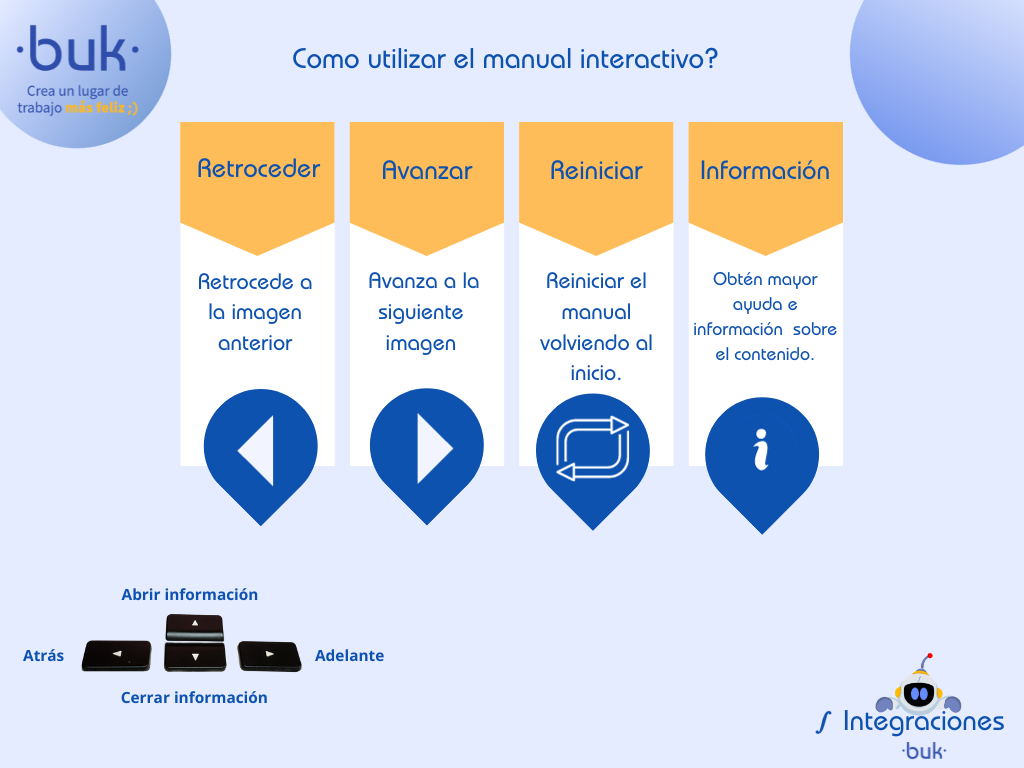 ·buk·
Crea un lugar de
trabajo más feliz ;)
Como utilizar el manual interactivo?
Retroceder
Avanzar
Reiniciar
Información
Retrocede a
la imagen
anterior
Avanza a la
siguiente
imagen
Reiniciar el
manual
volviendo al
inicio.
Obtén mayor
ayuda e
información sobre
el contenido.
i
Abrir información
Atrás
Adelante
Cerrar información
∫ Integraciones
·buk·